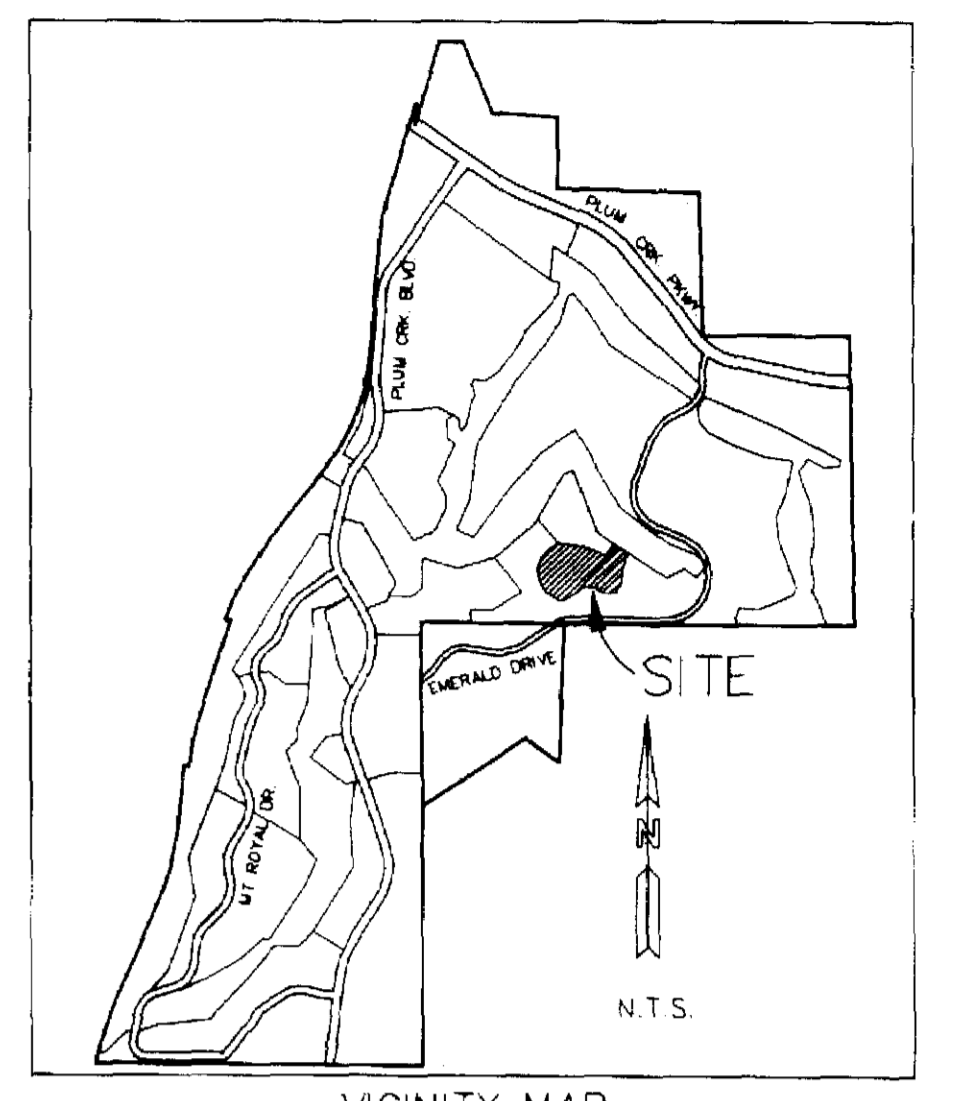 PLUM CRK. PKWY.
PLUM CRK. BLVD
EMERALD DRIVE
SITE
MT ROYAL DR.
N
N.T.S.
VICINITY MAP